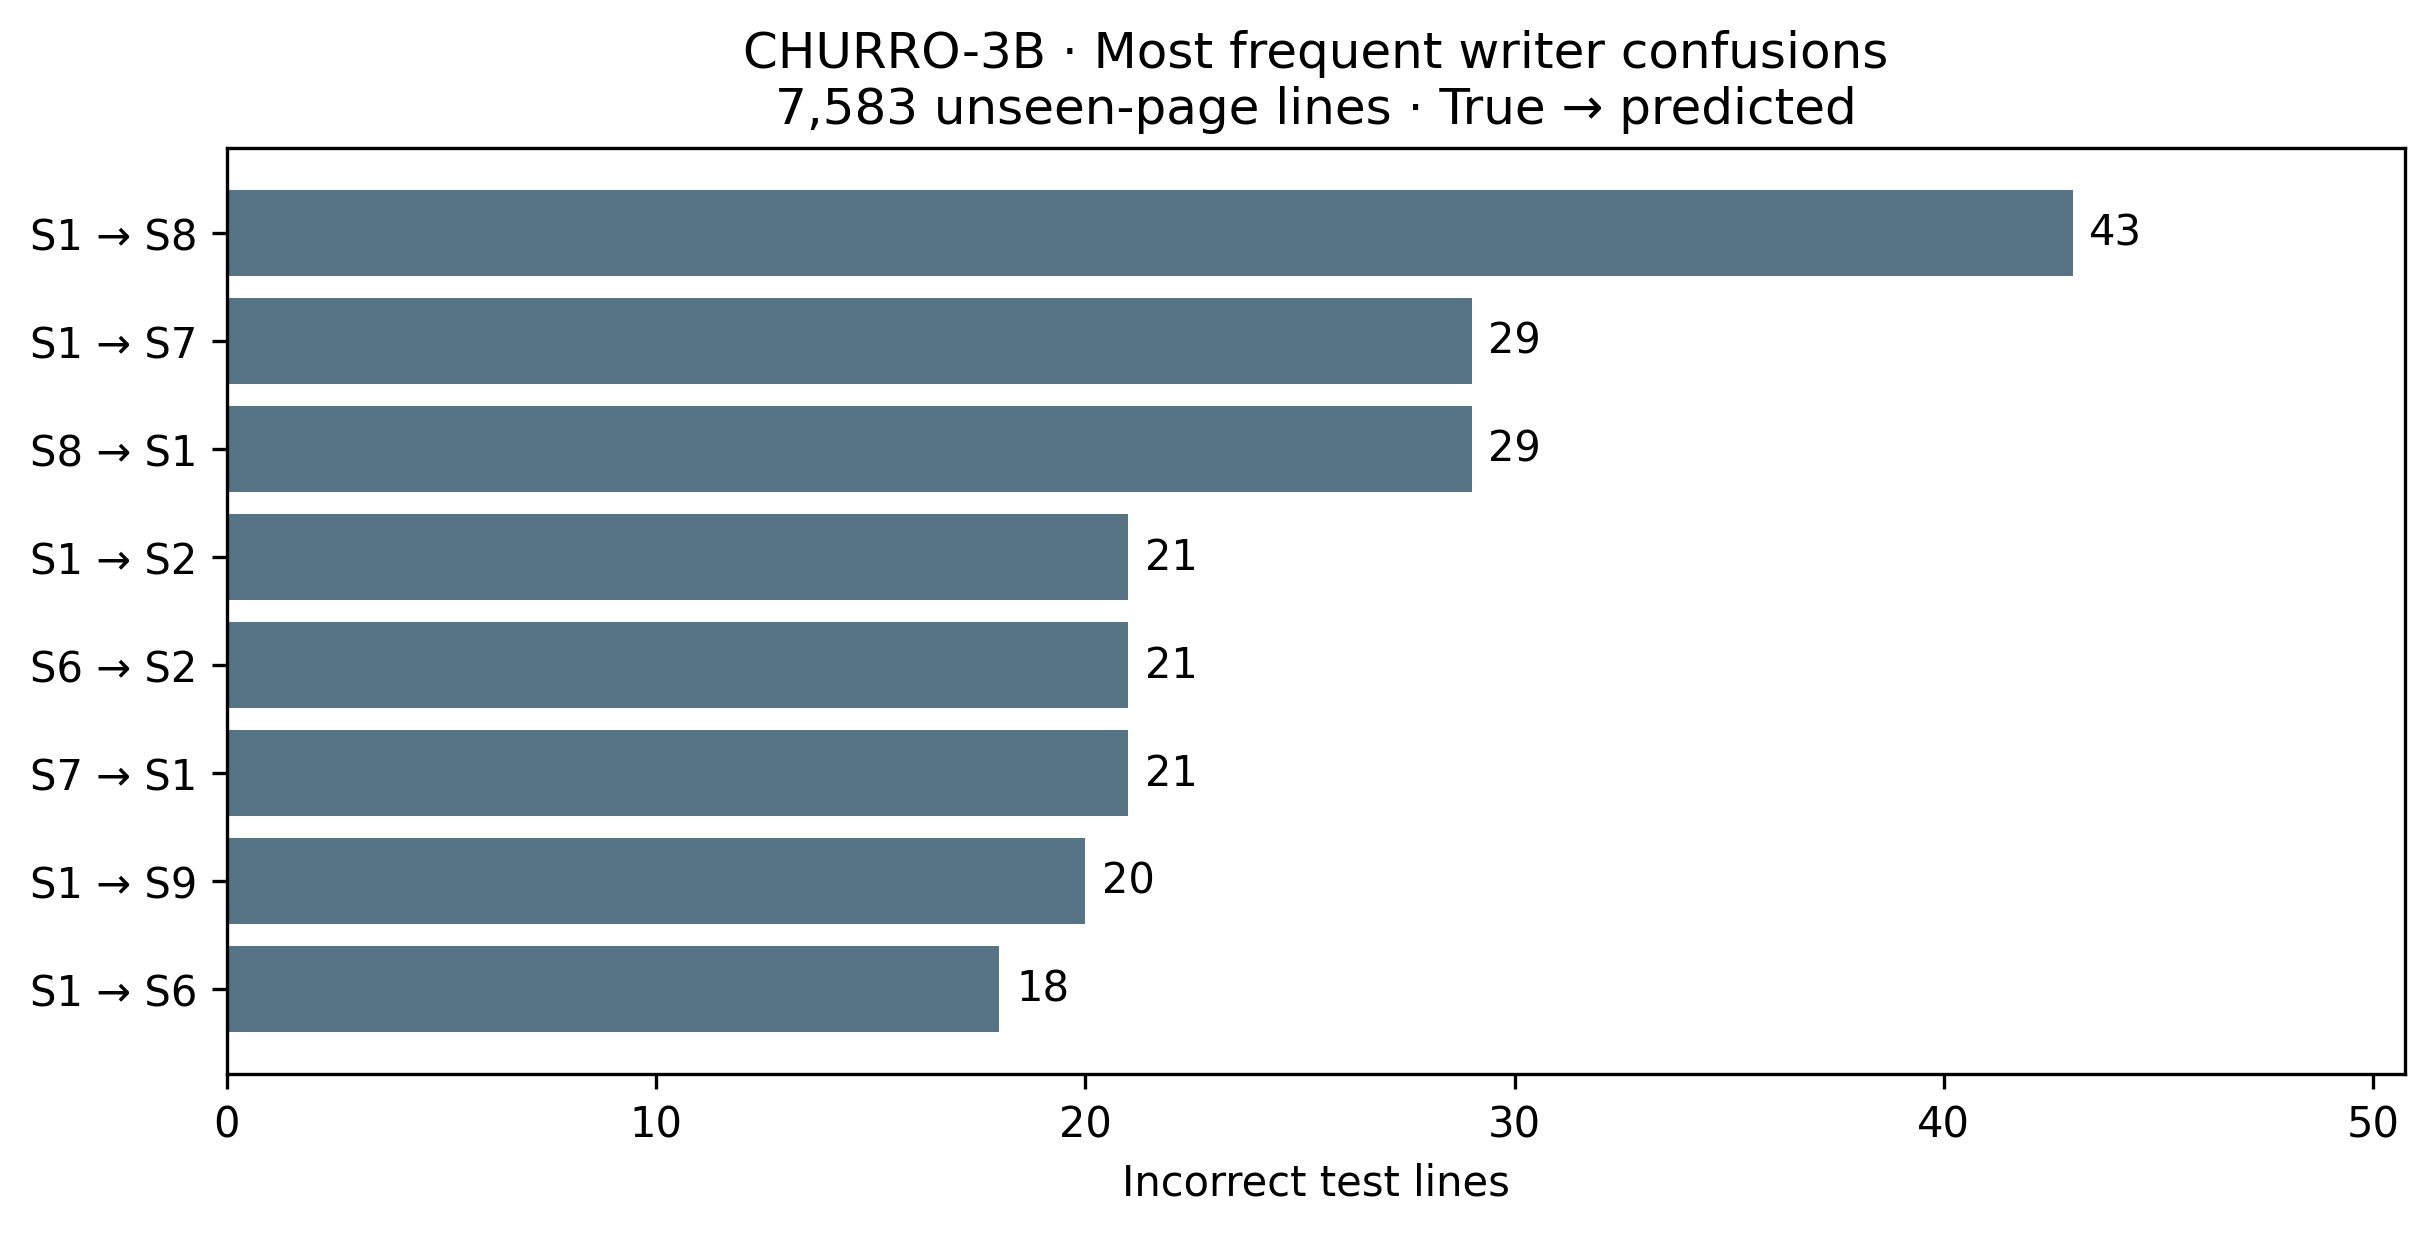 CHURRO-3B · Most frequent writer confusions
7,583 unseen-page lines · True → predicted
S1 → S8 43
S1 → S7 29
S8 → S1 29
S1 → S2 21
S6 → S2 21
S7 → S1 21
S1 → S9 20
S1 → S6 18
0 10 20 30 40 50
Incorrect test lines